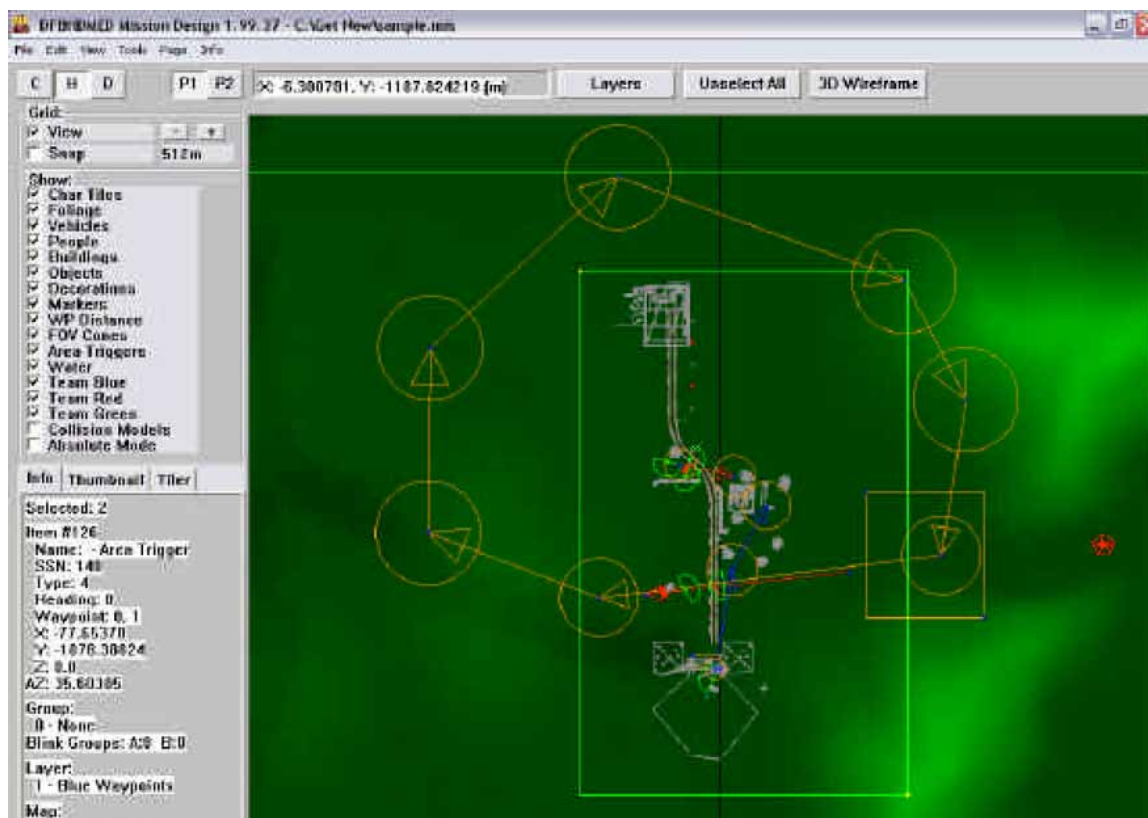 Mission Design 1.99.37 - C:\Get New\sample.mis
File Edit View Tools Page Info
C H D P1 P2 X: -6.380781, Y: -1187.624219 (m) Layers Unselect All 3D Wireframe
Grid:
View - +
Snap 512m
Show:
Char Tiles
Foliage
Vehicles
People
Buildings
Objects
Decorations
Markers
WP Distance
FOV Cones
Area Triggers
Water
Team Blue
Team Red
Team Green
Collision Models
Absolute Mode
Info Thumbnail Tiler
Selected: 2
Item #126
Name: - Area Trigger
SSN: 140
Type: 4
Heading: 0
Waypoint: 0, 1
X: -77.65370
Y: -1078.38824
Z: 0.0
AZ: 35.60385
Group:
0 - None
Blink Groups: A:0 B:0
Layer:
1 - Blue Waypoints
Map: